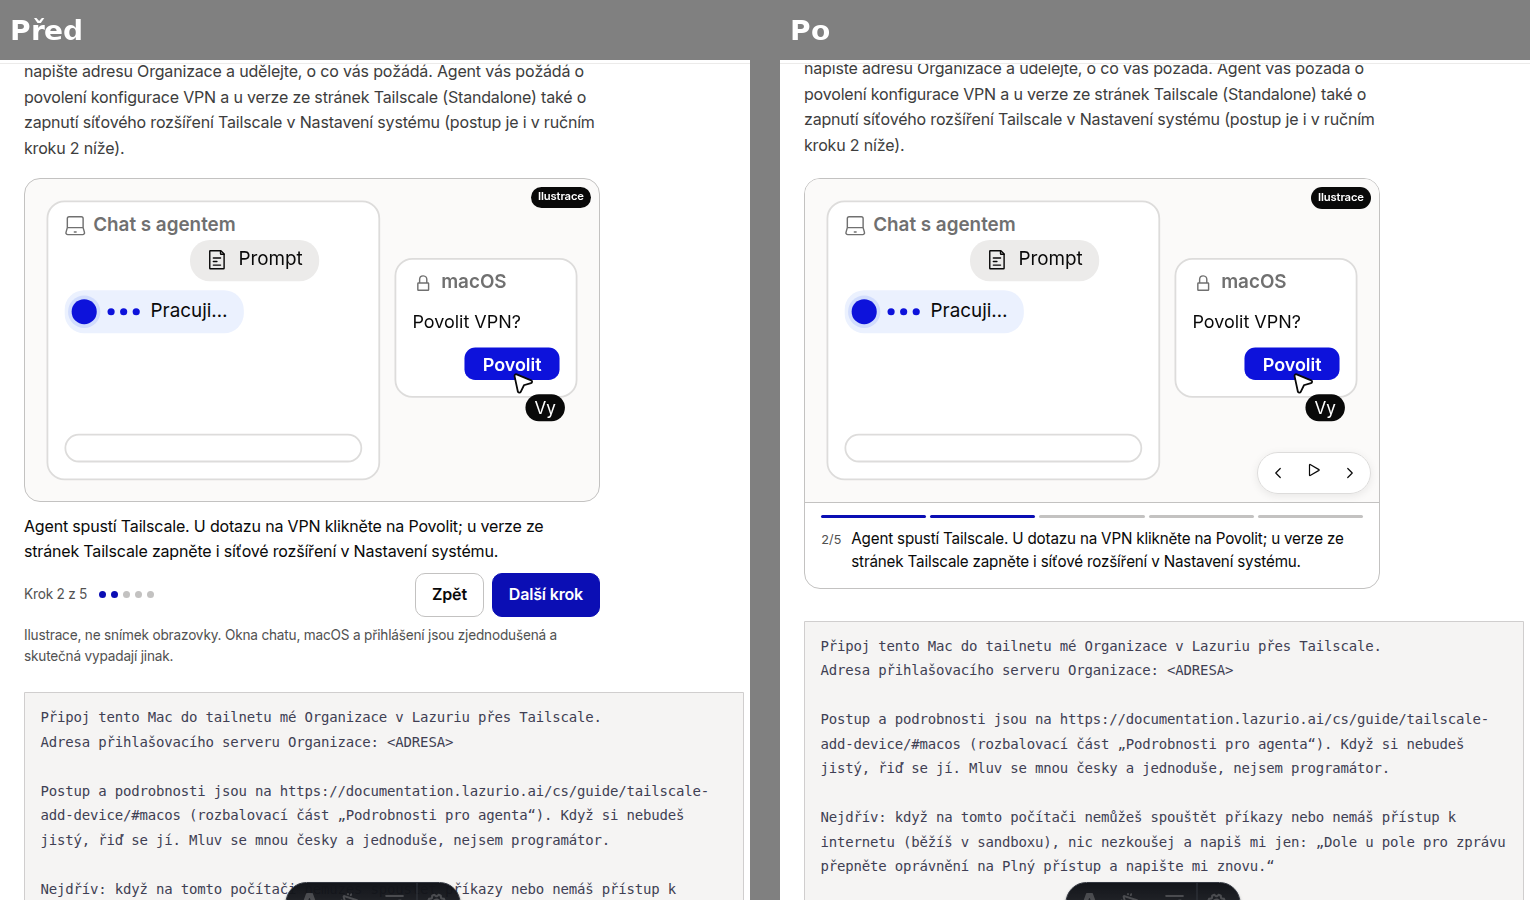 Před
napište adresu Organizace a udělejte, o co vás požádá. Agent vás požádá o
povolení konfigurace VPN a u verze ze stránek Tailscale (Standalone) také o
zapnutí síťového rozšíření Tailscale v Nastavení systému (postup je i v ručním
kroku 2 níže).
Ilustrace
Chat s agentem
Prompt
Pracuji...
macOS
Povolit VPN?
Povolit
Vy
Agent spustí Tailscale. U dotazu na VPN klikněte na Povolit; u verze ze
stránek Tailscale zapněte i síťové rozšíření v Nastavení systému.
Krok 2 z 5
Zpět
Další krok
Ilustrace, ne snímek obrazovky. Okna chatu, macOS a přihlášení jsou zjednodušená a
skutečná vypadají jinak.
Připoj tento Mac do tailnetu mé Organizace v Lazuriu přes Tailscale.
Adresa přihlašovacího serveru Organizace: <ADRESA>
Postup a podrobnosti jsou na https://documentation.lazurio.ai/cs/guide/tailscale-
add-device/#macos (rozbalovací část „Podrobnosti pro agenta“). Když si nebudeš
jistý, řiď se jí. Mluv se mnou česky a jednoduše, nejsem programátor.
Nejdřív: když na tomto počítači příkazy nebo nemáš přístup k
Po
napište adresu Organizace a udělejte, o co vás požádá. Agent vás požádá o
povolení konfigurace VPN a u verze ze stránek Tailscale (Standalone) také o
zapnutí síťového rozšíření Tailscale v Nastavení systému (postup je i v ručním
kroku 2 níže).
Ilustrace
Chat s agentem
Prompt
Pracuji...
macOS
Povolit VPN?
Povolit
Vy
2/5
Agent spustí Tailscale. U dotazu na VPN klikněte na Povolit; u verze ze
stránek Tailscale zapněte i síťové rozšíření v Nastavení systému.
Připoj tento Mac do tailnetu mé Organizace v Lazuriu přes Tailscale.
Adresa přihlašovacího serveru Organizace: <ADRESA>
Postup a podrobnosti jsou na https://documentation.lazurio.ai/cs/guide/tailscale-
add-device/#macos (rozbalovací část „Podrobnosti pro agenta“). Když si nebudeš
jistý, řiď se jí. Mluv se mnou česky a jednoduše, nejsem programátor.
Nejdřív: když na tomto počítači nemůžeš spouštět příkazy nebo nemáš přístup k
internetu (běžíš v sandboxu), nic nezkoušej a napiš mi jen: „Dole u pole pro zprávu
přepněte oprávnění na Plný přístup a napište mi znovu.“